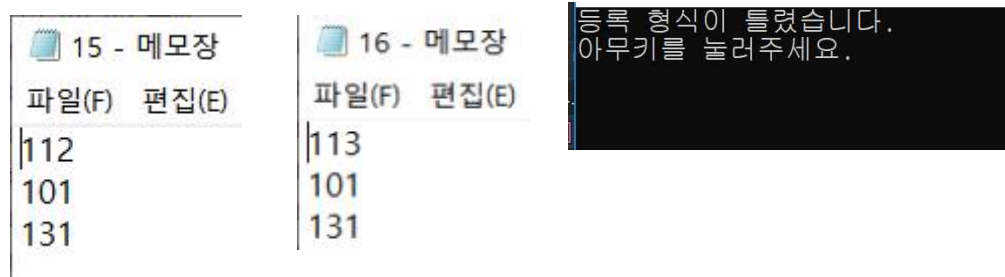 15 - 메모장
파일(F) 편집(E)
112
101
131
16 - 메모장
파일(F) 편집(E)
113
101
131
등록 형식이 틀렸습니다.
아무키를 눌러주세요.